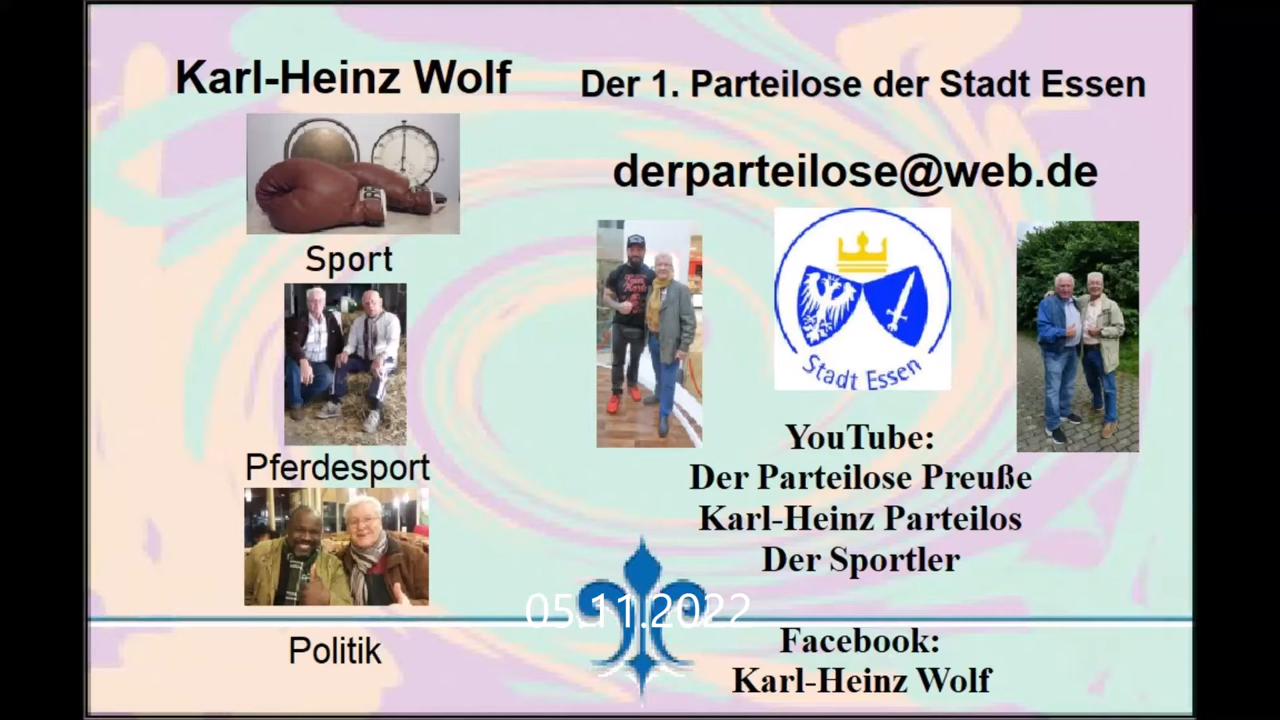 Karl-Heinz Wolf
Der 1. Parteilose der Stadt Essen
derparteilose@web.de
Sport
Stadt Essen
Pferdesport
YouTube:
Der Parteilose Preuße
Karl-Heinz Parteilos
Der Sportler
05.11.2022
Politik
Facebook:
Karl-Heinz Wolf